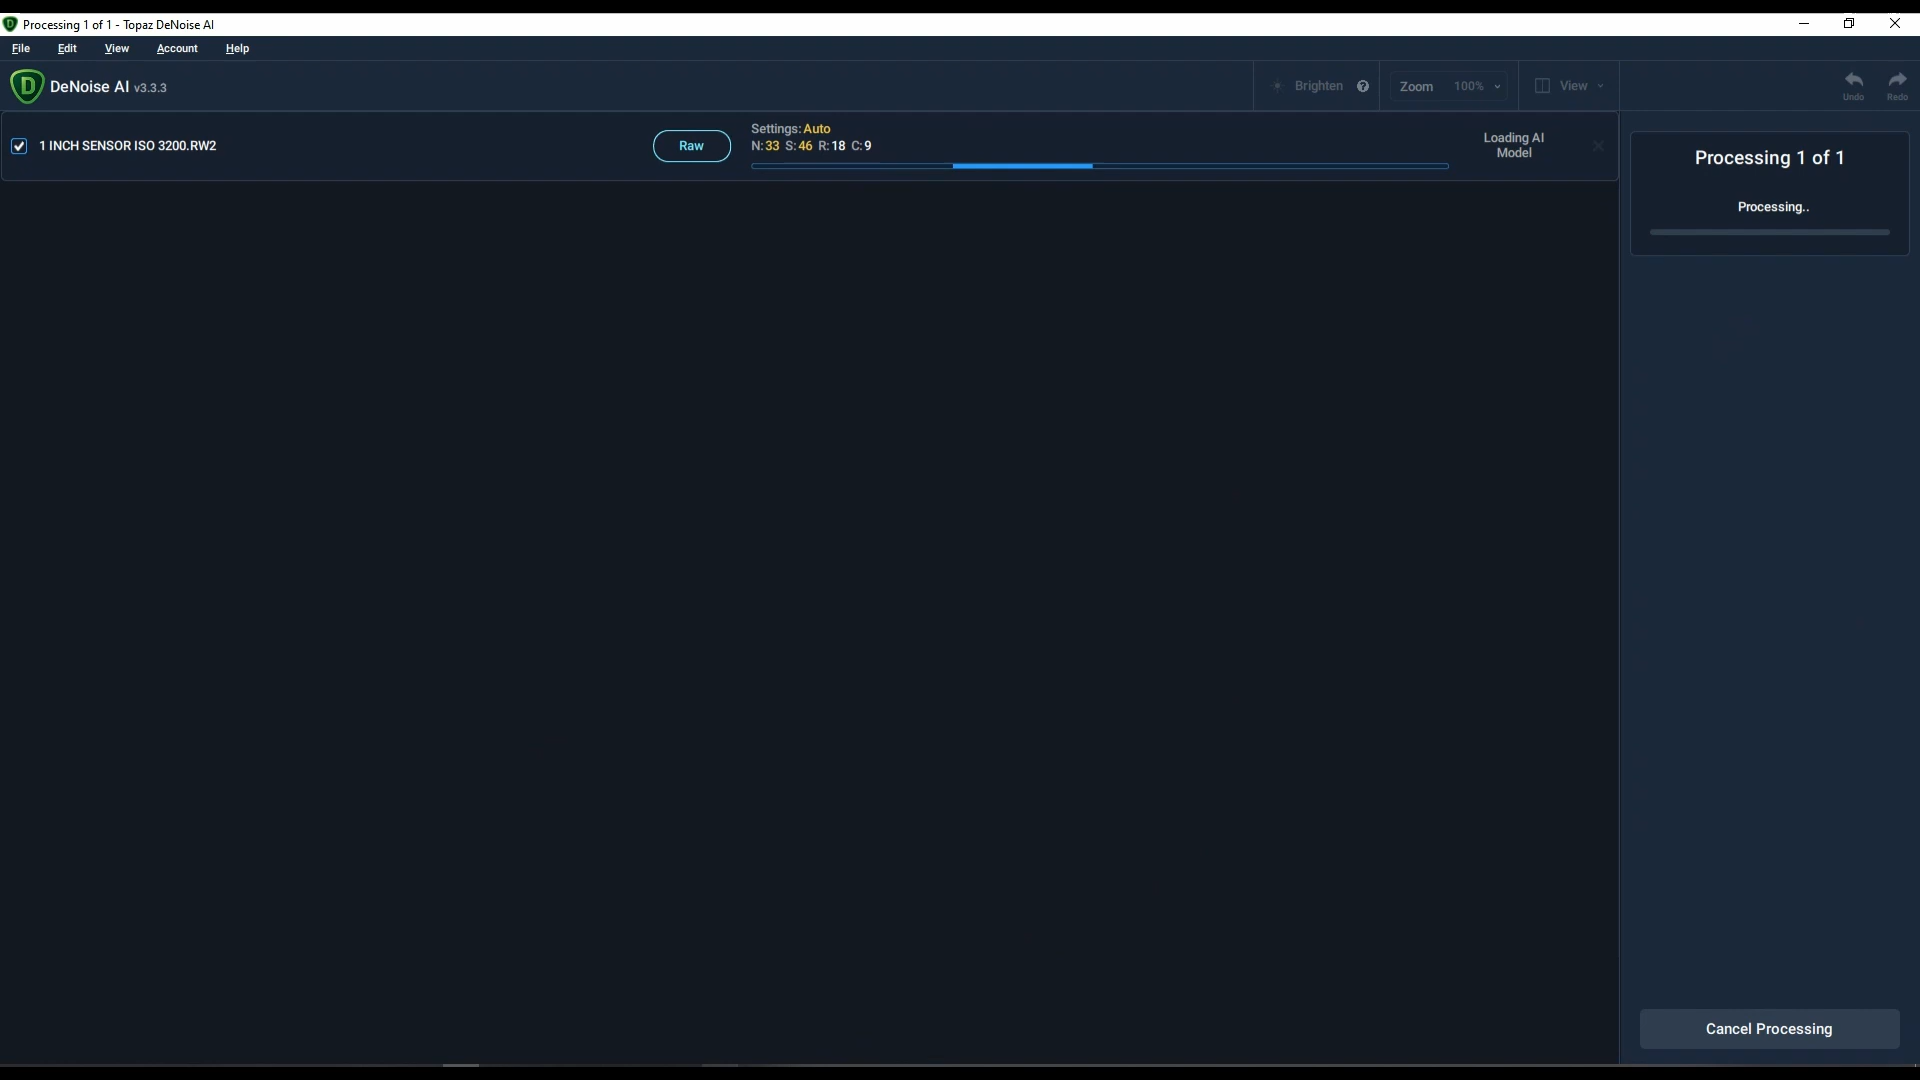 Processing 1 of 1 - Topaz DeNoise AI
File Edit View Account Help
D DeNoise AI v3.3.3 Brighten ? Zoom 100% View Undo Redo
1 INCH SENSOR ISO 3200.RW2
Raw
Settings: Auto
N:33 S:46 R:18 C:9
Loading AI
Model
Processing 1 of 1
Processing..
Cancel Processing